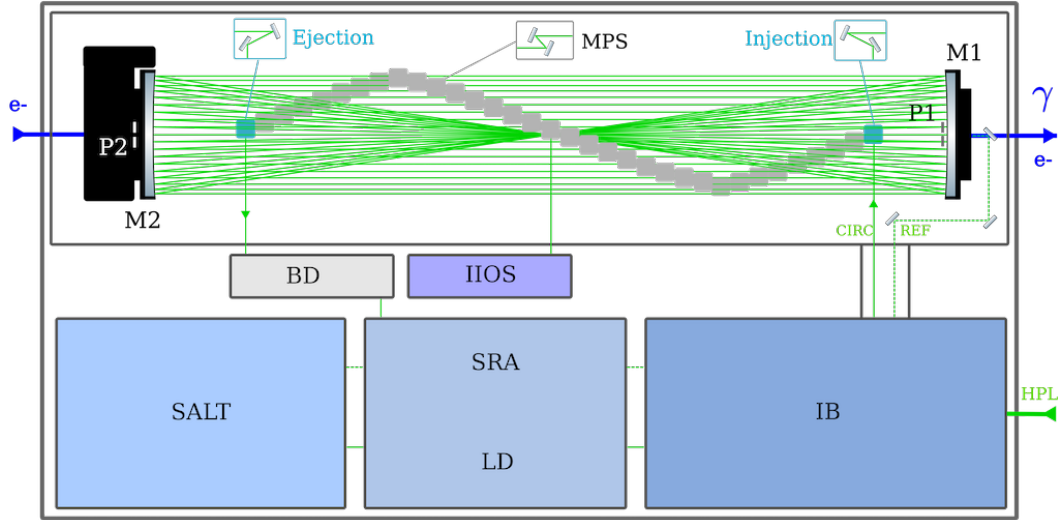 Ejection
MPS
Injection
M1
e-
P2
P1
γ
e-
M2
CIRC
REF
BD
IIOS
SALT
SRA
LD
IB
HPL